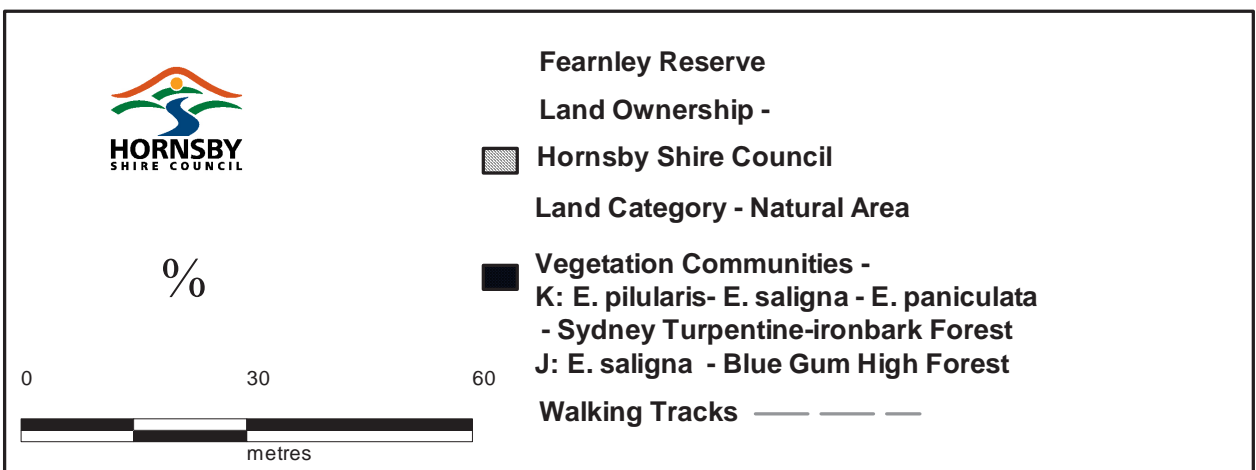 HORNSBY
SHIRE COUNCIL
%
0 30 60
metres
Fearnley Reserve
Land Ownership -
Hornsby Shire Council
Land Category - Natural Area
Vegetation Communities -
K: E. pilularis- E. saligna - E. paniculata
- Sydney Turpentine-ironbark Forest
J: E. saligna - Blue Gum High Forest
Walking Tracks